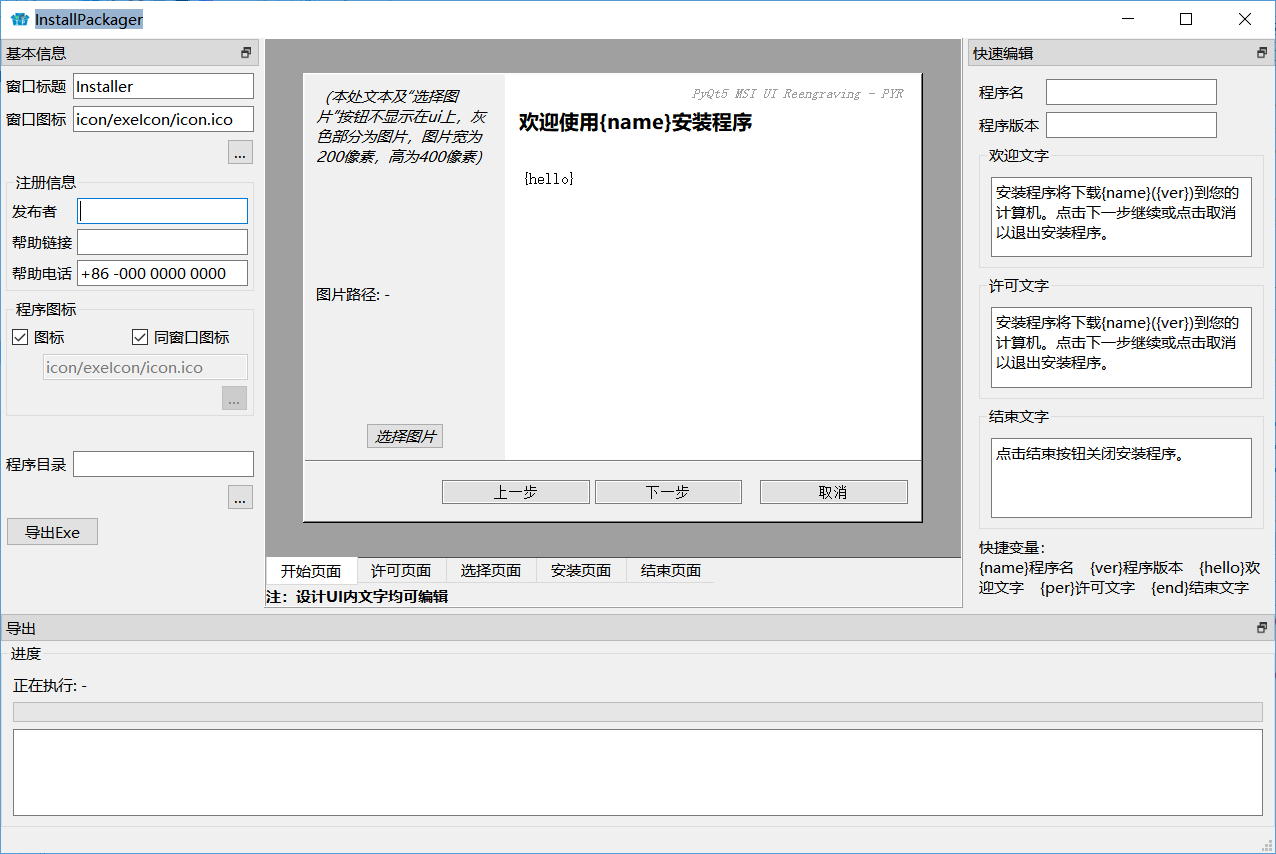 InstallPackager
基本信息
窗口标题 Installer
窗口图标 icon/exeIcon/icon.ico
...
注册信息
发布者
帮助链接
帮助电话 +86 -000 0000 0000
程序图标
图标 同窗口图标
icon/exeIcon/icon.ico
...
程序目录
...
导出Exe
(本处文本及“选择图
片”按钮不显示在ui上，灰
色部分为图片，图片宽为
200像素，高为400像素)
图片路径: -
选择图片
PyQt5 MSI UI Reengraving - PYR
欢迎使用{name}安装程序
{hello}
上一步 下一步 取消
开始页面 许可页面 选择页面 安装页面 结束页面
注：设计UI内文字均可编辑
快速编辑
程序名
程序版本
欢迎文字
安装程序将下载{name}({ver})到您的
计算机。点击下一步继续或点击取消
以退出安装程序。
许可文字
安装程序将下载{name}({ver})到您的
计算机。点击下一步继续或点击取消
以退出安装程序。
结束文字
点击结束按钮关闭安装程序。
快捷变量：
{name}程序名 {ver}程序版本 {hello}欢
迎文字 {per}许可文字 {end}结束文字
导出
进度
正在执行: -